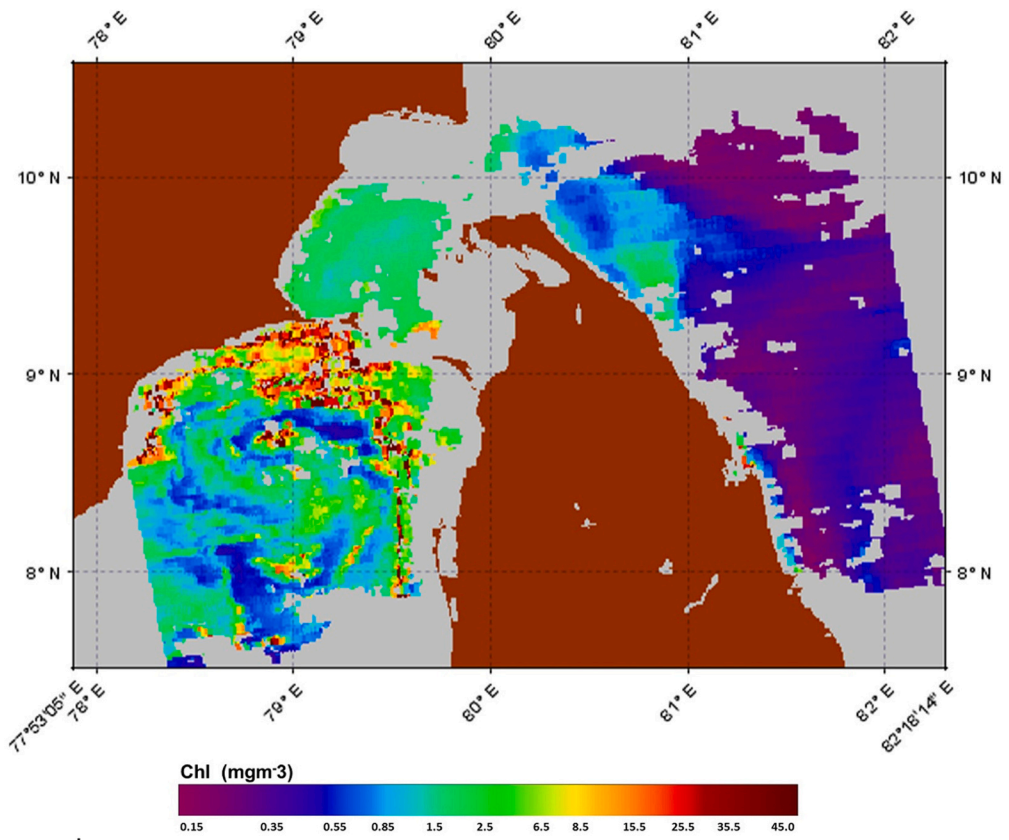 78° E 79° E 80° E 81° E 82° E
10° N 10° N
9° N 9° N
8° N 8° N
77°53'05" E 78° E 79° E 80° E 81° E 82° E 82°18'14" E
Chl (mgm-3)
0.15 0.35 0.55 0.85 1.5 2.5 6.5 8.5 15.5 25.5 35.5 45.0